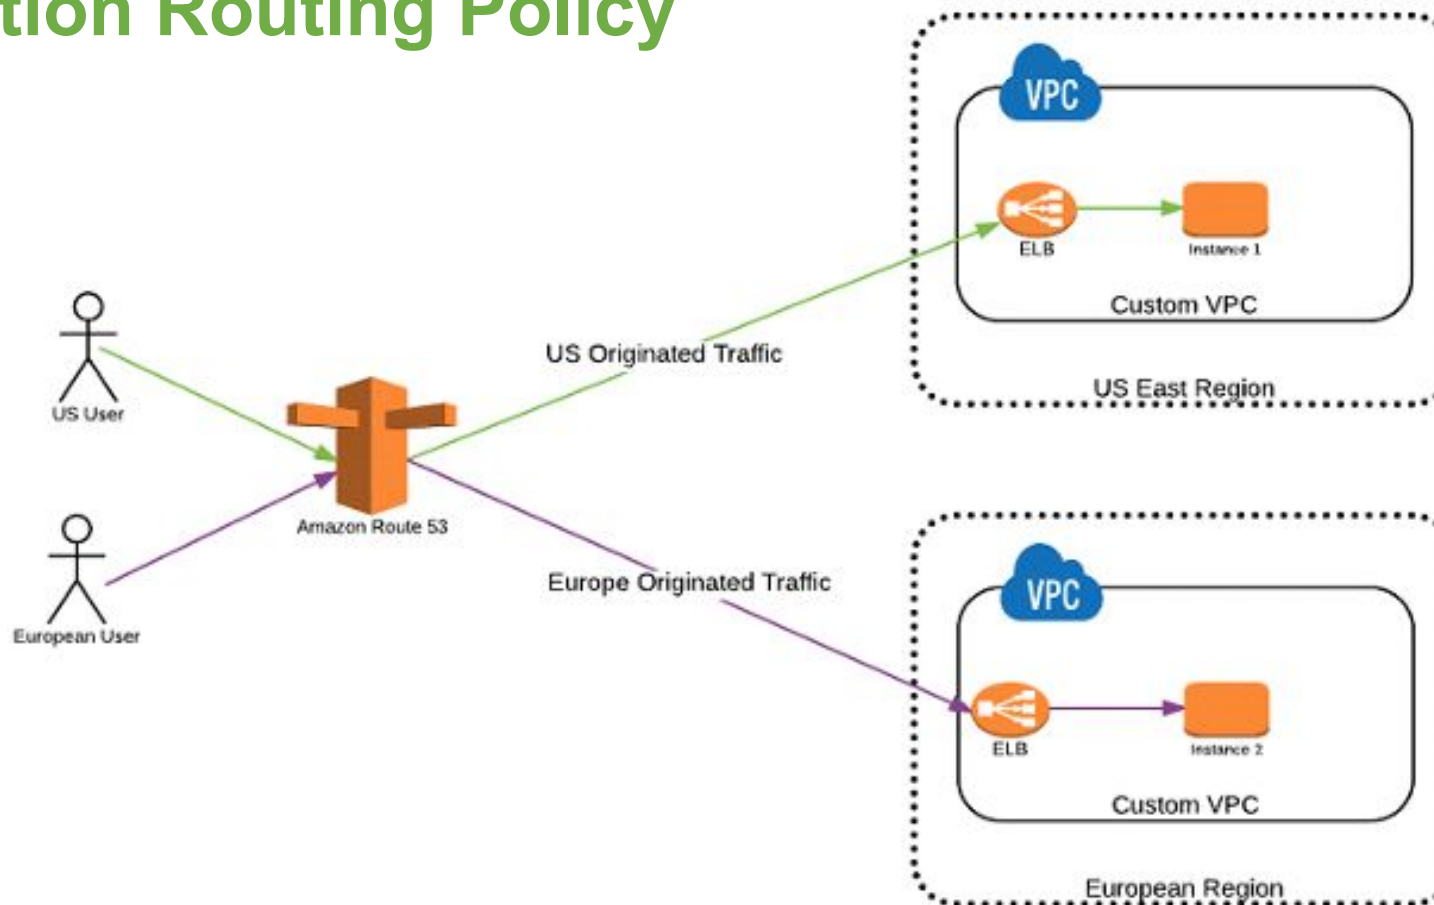 tion Routing Policy
VPC
ELB
Instance 1
Custom VPC
US East Region
US User
US Originated Traffic
Amazon Route 53
European User
Europe Originated Traffic
VPC
ELB
Instance 2
Custom VPC
European Region